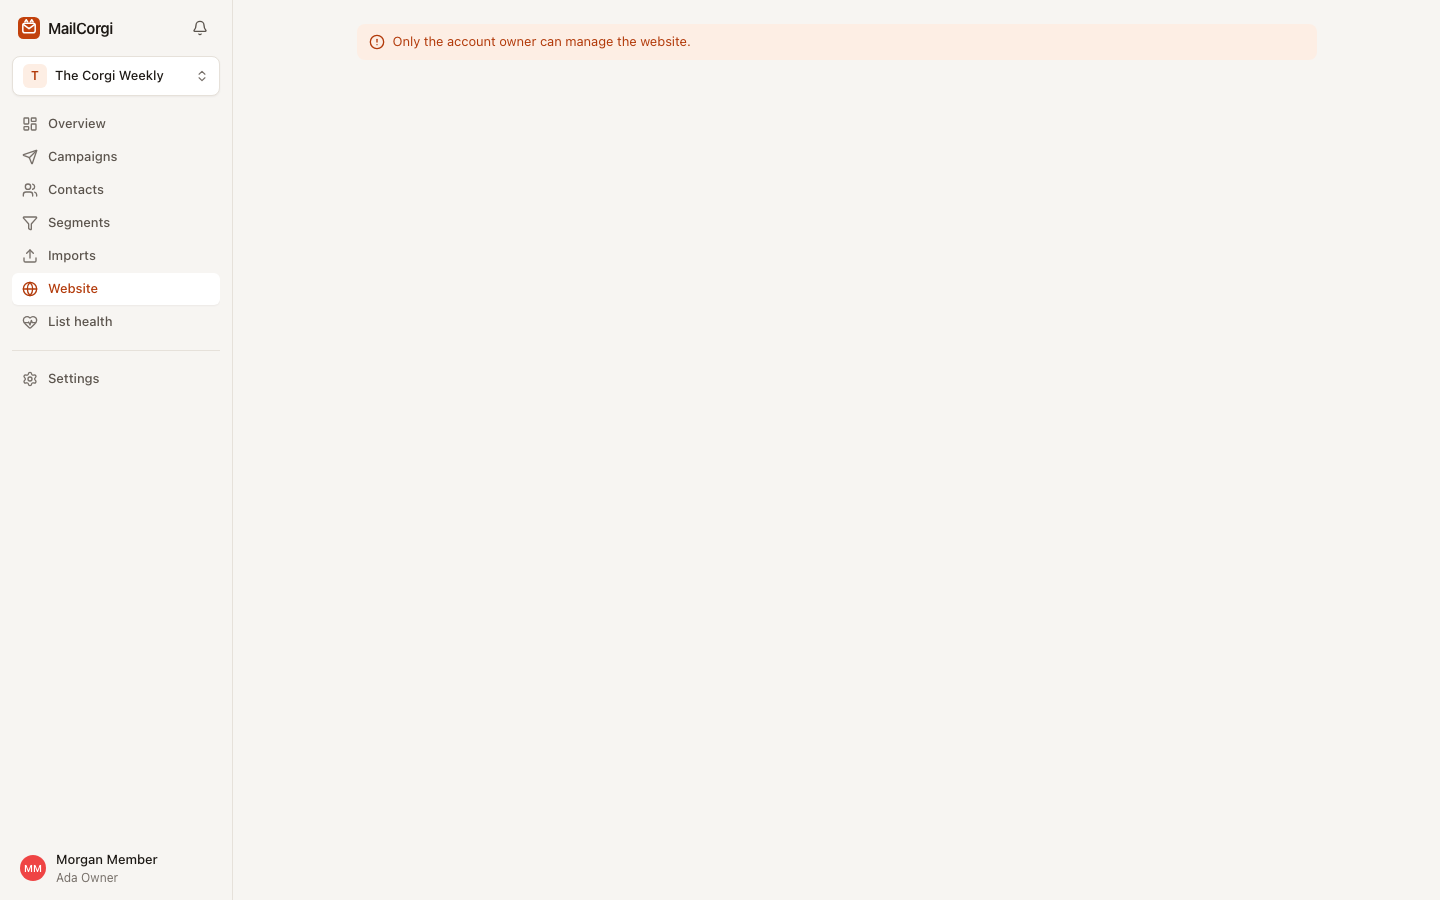 MailCorgi
T The Corgi Weekly
Overview
Campaigns
Contacts
Segments
Imports
Website
List health
Settings
MM
Morgan Member
Ada Owner
Only the account owner can manage the website.